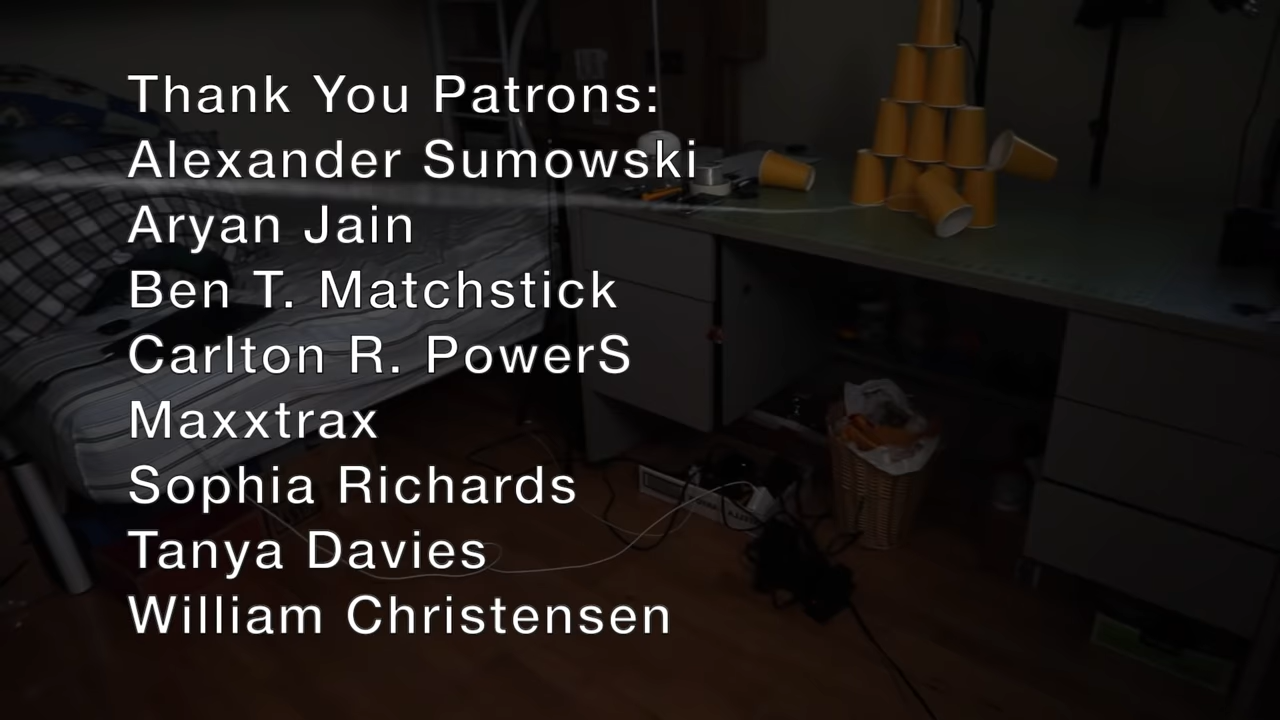 Thank You Patrons:
Alexander Sumowski
Aryan Jain
Ben T. Matchstick
Carlton R. PowerS
Maxxtrax
Sophia Richards
Tanya Davies
William Christensen